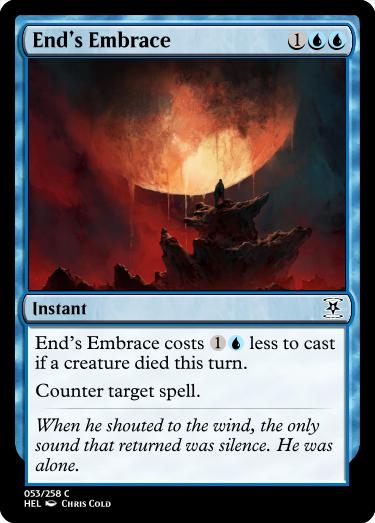 End's Embrace 1
Instant
End's Embrace costs 1 less to cast
if a creature died this turn.
Counter target spell.
When he shouted to the wind, the only
sound that returned was silence. He was
alone.
053/258 C
HEL Chris Cold